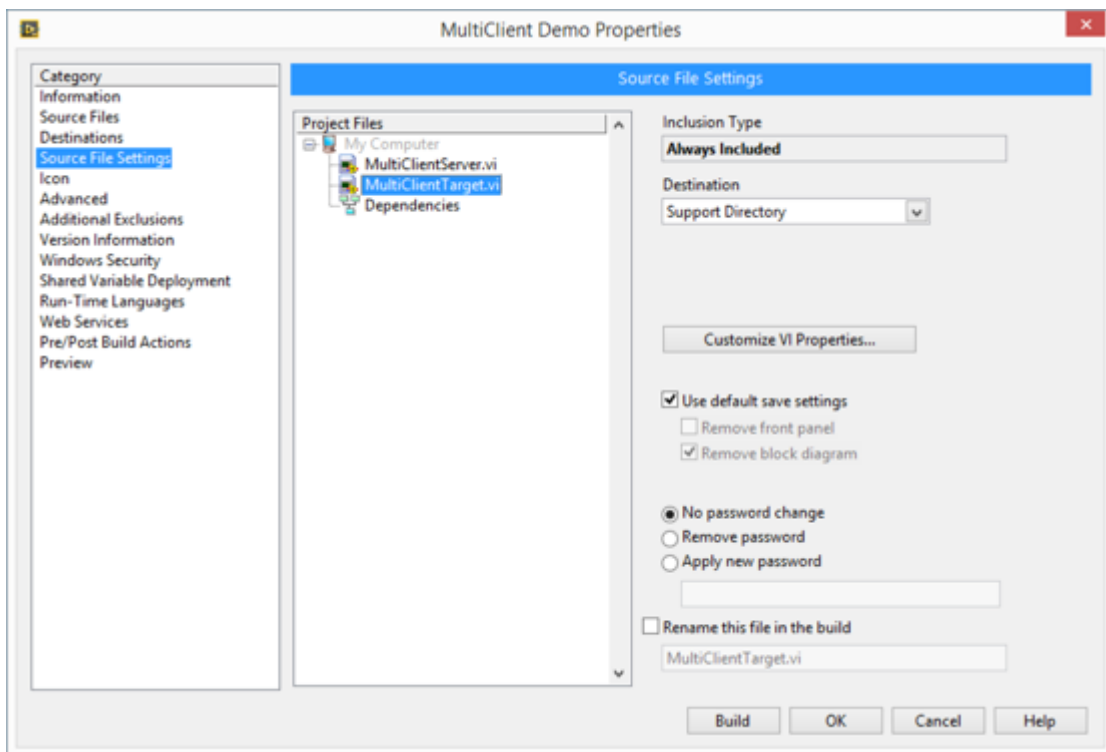 MultiClient Demo Properties
Category
Information
Source Files
Destinations
Source File Settings
Icon
Advanced
Additional Exclusions
Version Information
Windows Security
Shared Variable Deployment
Run-Time Languages
Web Services
Pre/Post Build Actions
Preview
Source File Settings
Project Files
My Computer
MultiClientServer.vi
MultiClientTarget.vi
Dependencies
Inclusion Type
Always Included
Destination
Support Directory
Customize VI Properties...
Use default save settings
Remove front panel
Remove block diagram
No password change
Remove password
Apply new password
Rename this file in the build
MultiClientTarget.vi
Build OK Cancel Help